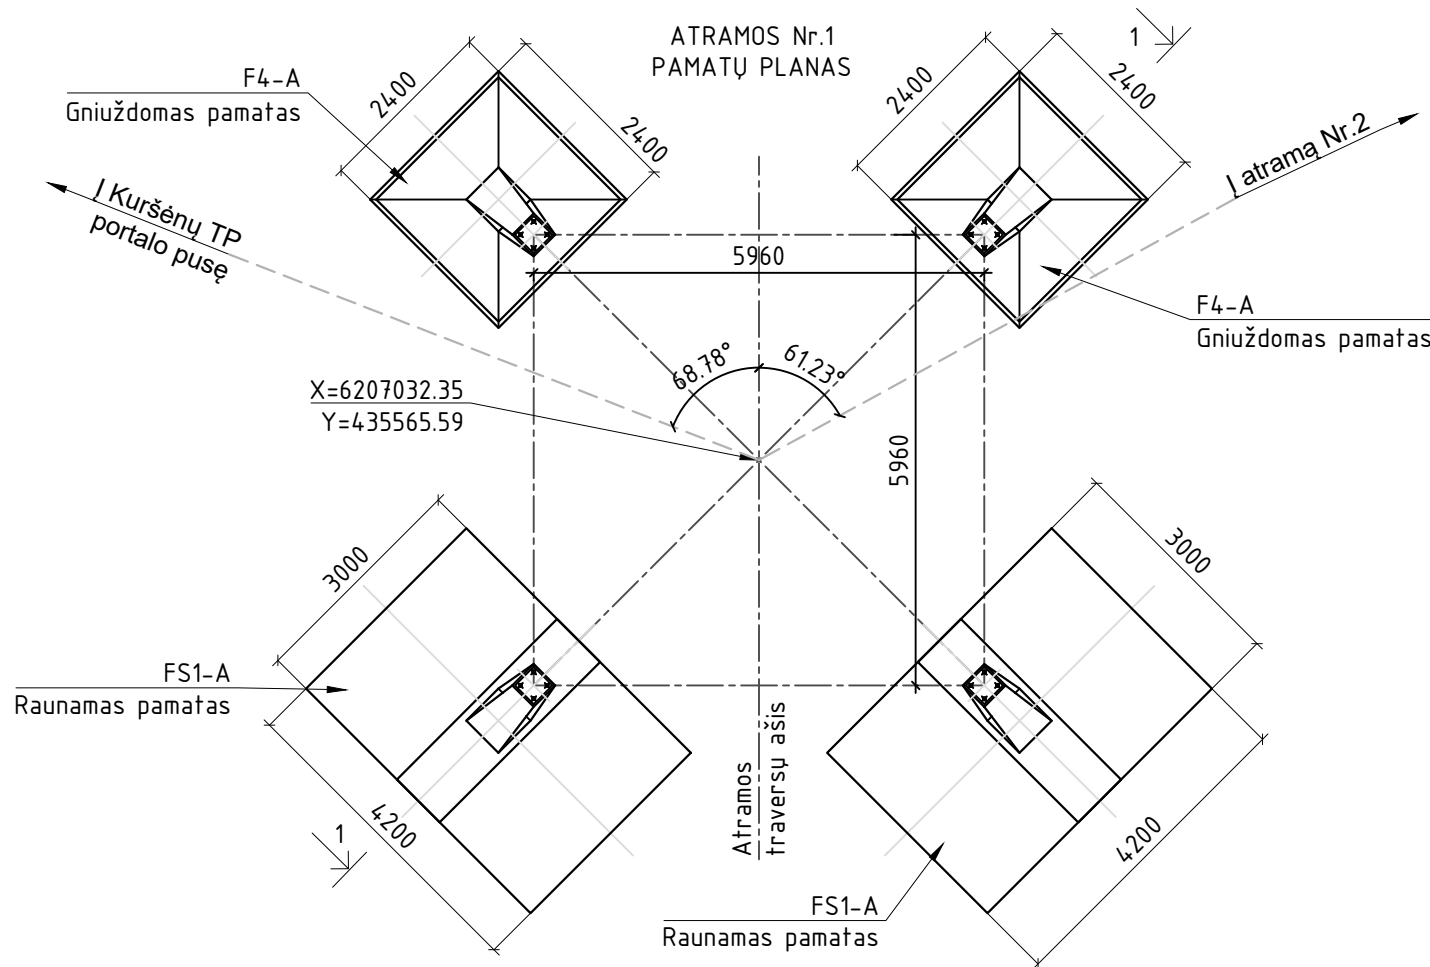 ATRAMOS Nr.1
PAMATŲ PLANAS
1
F4-A
Gniuždomas pamatas
2400
2400
2400
2400
Į atramą Nr.2
Į Kuršėnų TP
portalo pusę
5960
F4-A
Gniuždomas pamatas
68.78°
61.23°
X=6207032.35
Y=435565.59
5960
3000
3000
FS1-A
Raunamas pamatas
Atramos
traversų ašis
4200
1
4200
FS1-A
Raunamas pamatas